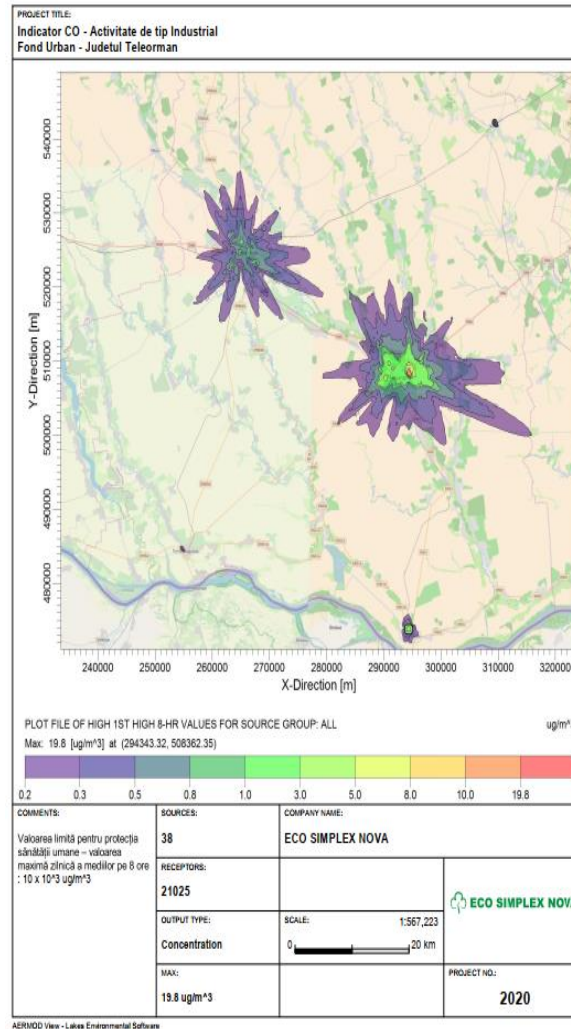 PROJECT TITLE:
Indicator CO - Activitate de tip Industrial
Fond Urban - Judetul Teleorman
Y-Direction [m]
540000
530000
520000
510000
500000
490000
480000
240000 250000 260000 270000 280000 290000 300000 310000 320000
X-Direction [m]
PLOT FILE OF HIGH 1ST HIGH 8-HR VALUES FOR SOURCE GROUP: ALL
ug/m^
Max: 19.8 [ug/m^3] at (294343.32, 508362.35)
0.2 0.3 0.5 0.8 1.0 3.0 5.0 8.0 10.0 19.8
COMMENTS:
Valoarea limită pentru protecția
sănătății umane – valoarea
maximă zilnică a mediilor pe 8 ore
: 10 x 10^3 ug/m^3
SOURCES:
38
COMPANY NAME:
ECO SIMPLEX NOVA
RECEPTORS:
21025
OUTPUT TYPE:
Concentration
SCALE: 1:567,223
0 20 km
ECO SIMPLEX NOVA
MAX:
19.8 ug/m^3
PROJECT NO.:
2020
AERMOD View - Lakes Environmental Software